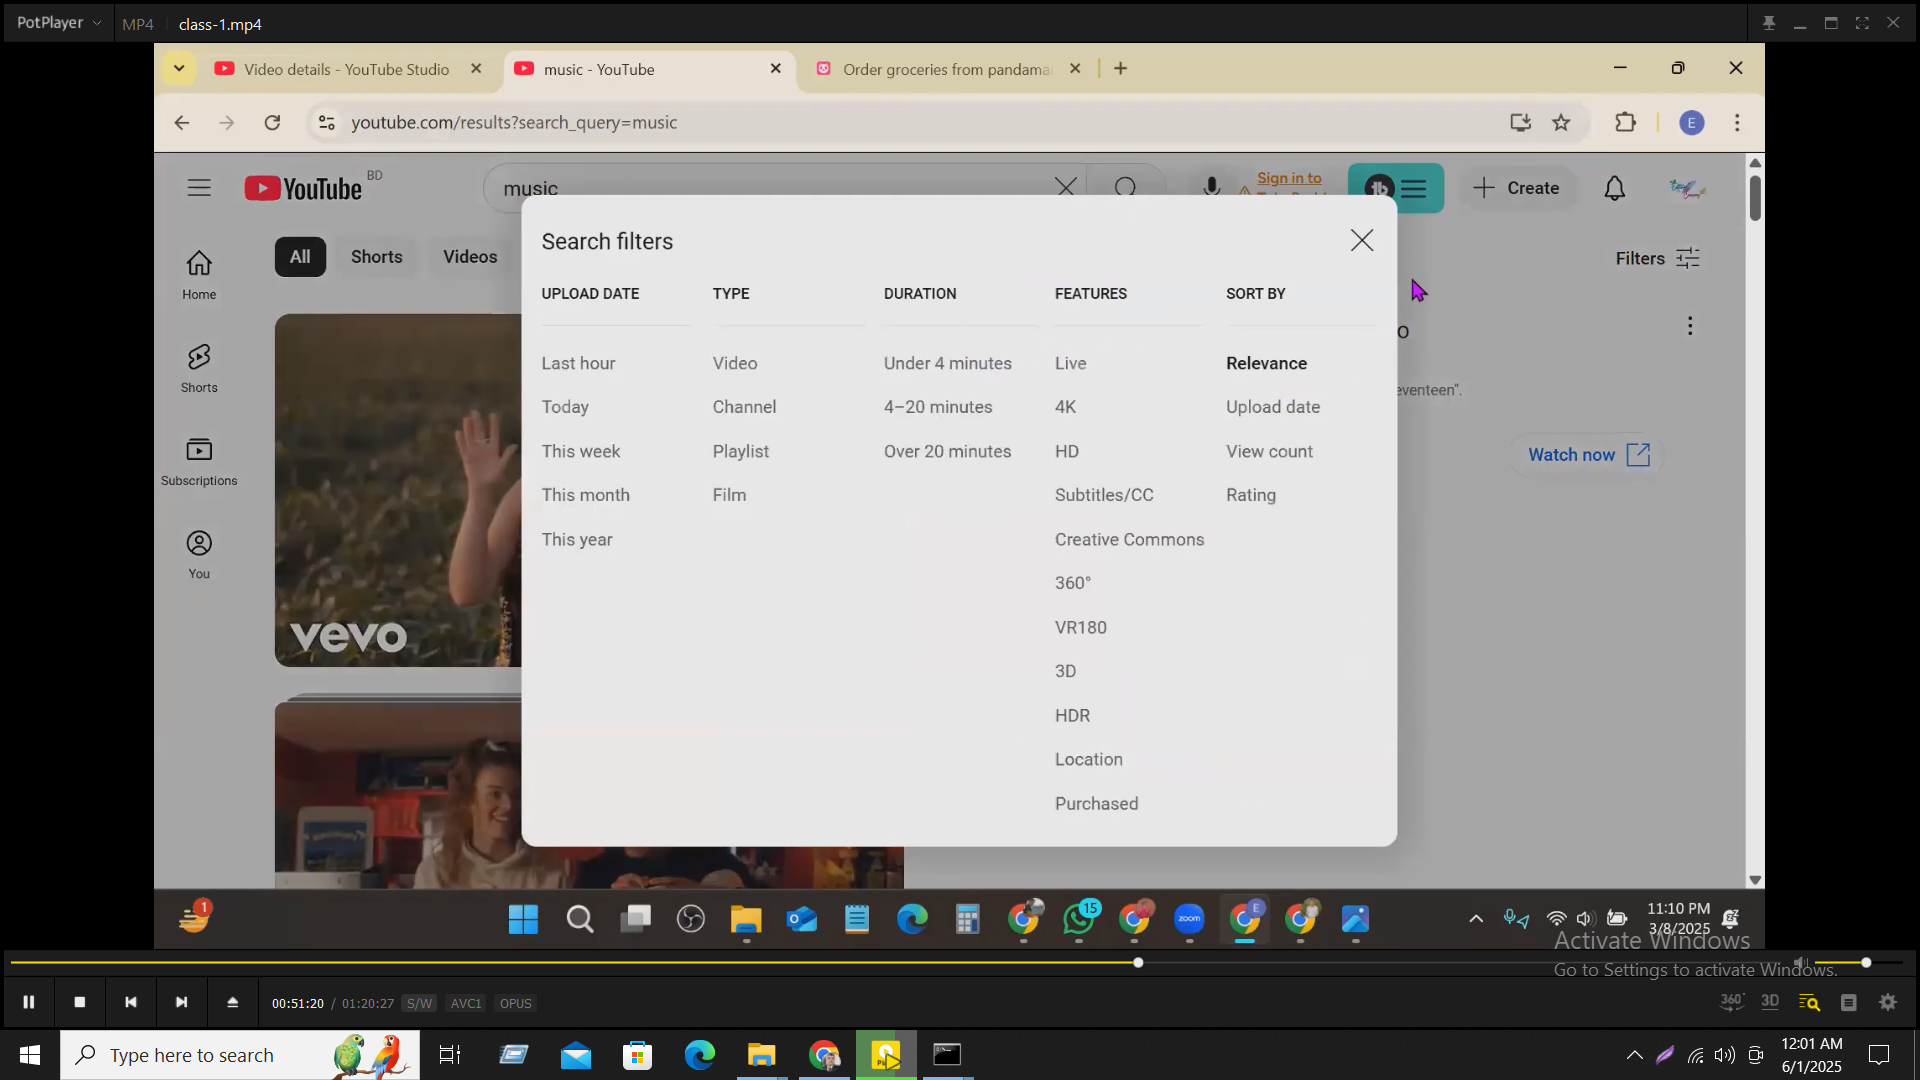 PotPlayer MP4 class-1.mp4
Video details - YouTube Studio music - YouTube Order groceries from pandama
youtube.com/results?search_query=music E
YouTube BD music Sign in to tb Create
All Shorts Videos Filters
Search filters
UPLOAD DATE TYPE DURATION FEATURES SORT BY
Last hour Video Under 4 minutes Live Relevance
Today Channel 4–20 minutes 4K Upload date
This week Playlist Over 20 minutes HD View count
This month Film Subtitles/CC Rating
This year Creative Commons
360°
VR180
3D
HDR
Location
Purchased
Home
Shorts
Subscriptions
You
vevo
o
eventeen".
Watch now
1 15 zoom E 11:10 PM
3/8/2025
Activate Windows
Go to Settings to activate Windows.
00:51:20 / 01:20:27 S/W AVC1 OPUS 360° 3D
Type here to search 12:01 AM
6/1/2025